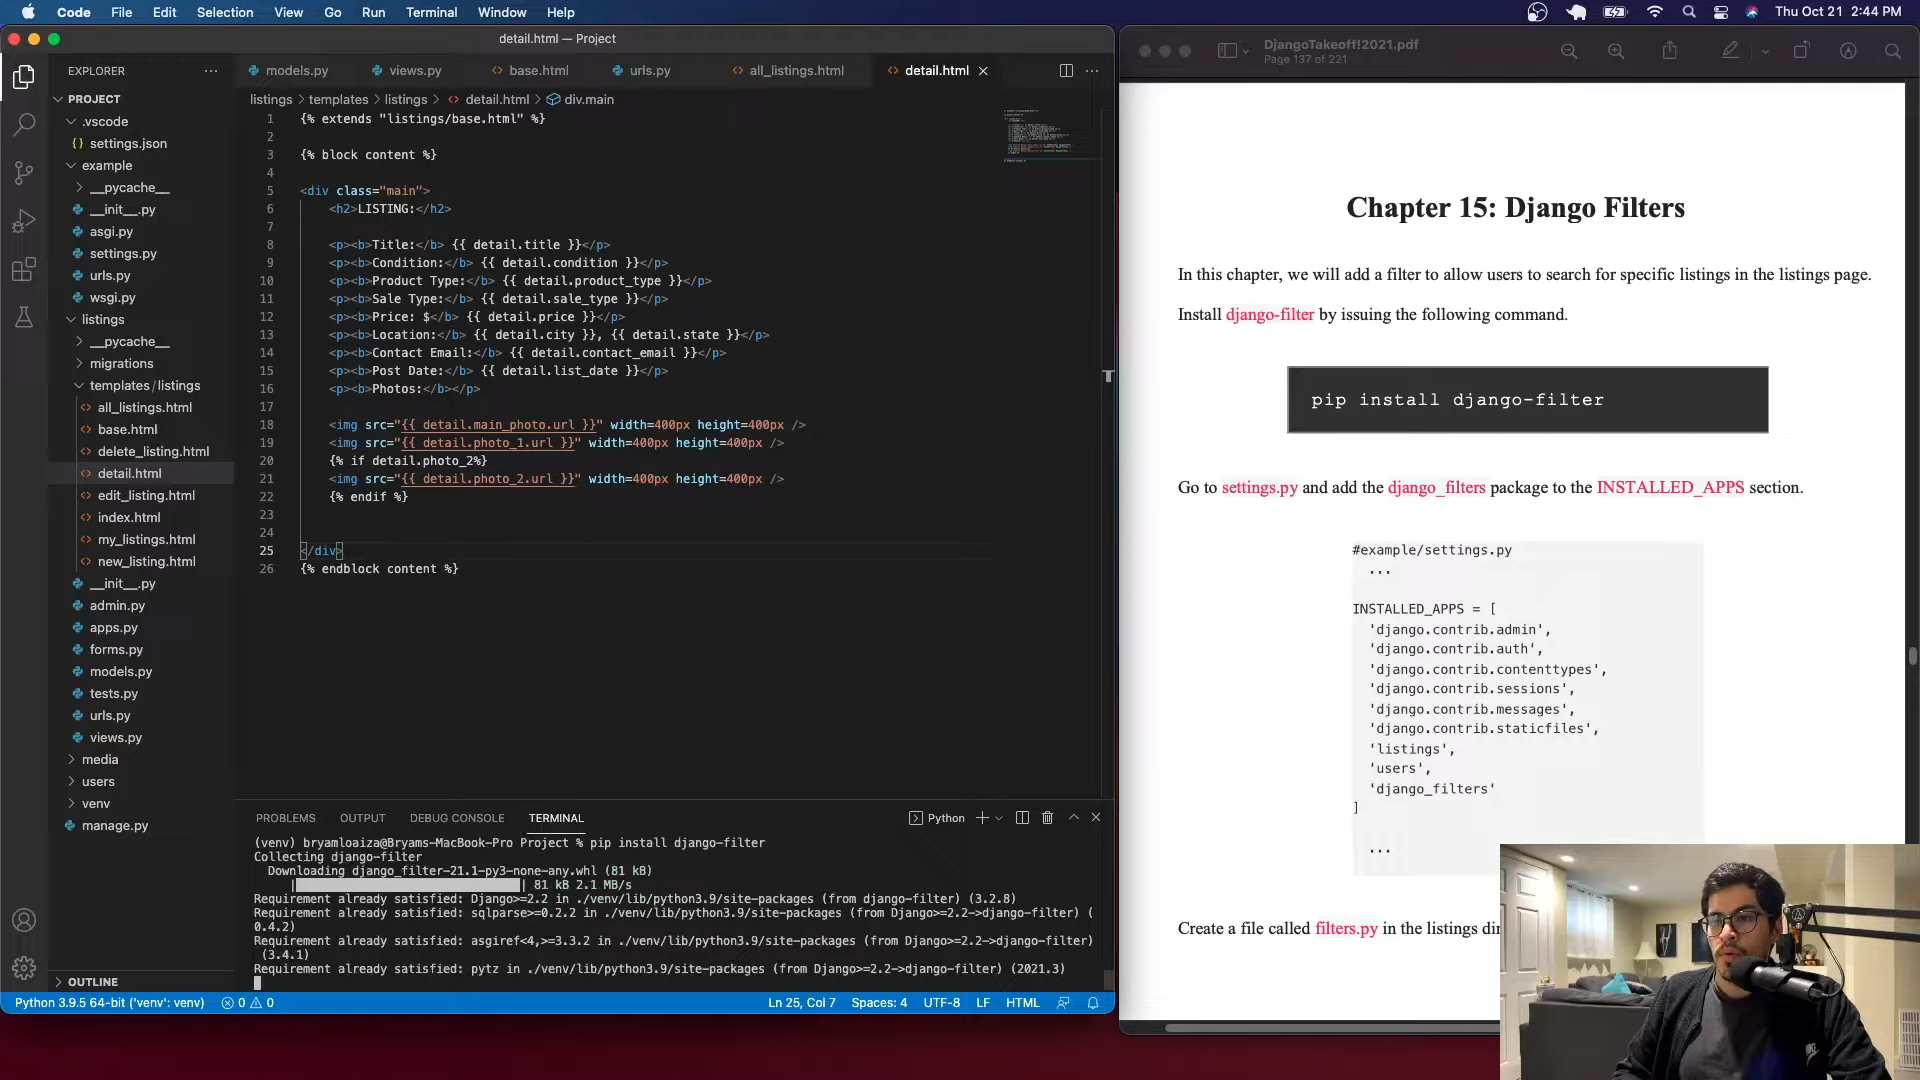 Code File Edit Selection View Go Run Terminal Window Help
Thu Oct 21 2:44 PM
detail.html — Project
EXPLORER
PROJECT
.vscode
settings.json
example
__pycache__
__init__.py
asgi.py
settings.py
urls.py
wsgi.py
listings
__pycache__
migrations
templates/listings
all_listings.html
base.html
delete_listing.html
detail.html
edit_listing.html
index.html
my_listings.html
new_listing.html
__init__.py
admin.py
apps.py
forms.py
models.py
tests.py
urls.py
views.py
media
users
venv
manage.py
OUTLINE
models.py views.py base.html urls.py all_listings.html detail.html
listings > templates > listings > detail.html > div.main
1 {% extends "listings/base.html" %}
2
3 {% block content %}
4
5 <div class="main">
6 <h2>LISTING:</h2>
7
8 <p><b>Title:</b> {{ detail.title }}</p>
9 <p><b>Condition:</b> {{ detail.condition }}</p>
10 <p><b>Product Type:</b> {{ detail.product_type }}</p>
11 <p><b>Sale Type:</b> {{ detail.sale_type }}</p>
12 <p><b>Price: $</b> {{ detail.price }}</p>
13 <p><b>Location:</b> {{ detail.city }}, {{ detail.state }}</p>
14 <p><b>Contact Email:</b> {{ detail.contact_email }}</p>
15 <p><b>Post Date:</b> {{ detail.list_date }}</p>
16 <p><b>Photos:</b></p>
17
18 <img src="{{ detail.main_photo.url }}" width=400px height=400px />
19 <img src="{{ detail.photo_1.url }}" width=400px height=400px />
20 {% if detail.photo_2%}
21 <img src="{{ detail.photo_2.url }}" width=400px height=400px />
22 {% endif %}
23
24
25 </div>
26 {% endblock content %}
PROBLEMS OUTPUT DEBUG CONSOLE TERMINAL
Python
(venv) bryamloaiza@Bryams-MacBook-Pro Project % pip install django-filter
Collecting django-filter
Downloading django_filter-21.1-py3-none-any.whl (81 kB)
| | 81 kB 2.1 MB/s
Requirement already satisfied: Django>=2.2 in ./venv/lib/python3.9/site-packages (from django-filter) (3.2.8)
Requirement already satisfied: sqlparse>=0.2.2 in ./venv/lib/python3.9/site-packages (from Django>=2.2->django-filter) (
0.4.2)
Requirement already satisfied: asgiref<4,>=3.3.2 in ./venv/lib/python3.9/site-packages (from Django>=2.2->django-filter)
(3.4.1)
Requirement already satisfied: pytz in ./venv/lib/python3.9/site-packages (from Django>=2.2->django-filter) (2021.3)
Python 3.9.5 64-bit ('venv': venv) 0 0 Ln 25, Col 7 Spaces: 4 UTF-8 LF HTML
DjangoTakeoff!2021.pdf
Page 137 of 221
Chapter 15: Django Filters
In this chapter, we will add a filter to allow users to search for specific listings in the listings page.
Install django-filter by issuing the following command.
pip install django-filter
Go to settings.py and add the django_filters package to the INSTALLED_APPS section.
#example/settings.py
...
INSTALLED_APPS = [
'django.contrib.admin',
'django.contrib.auth',
'django.contrib.contenttypes',
'django.contrib.sessions',
'django.contrib.messages',
'django.contrib.staticfiles',
'listings',
'users',
'django_filters'
]
...
Create a file called filters.py in the listings